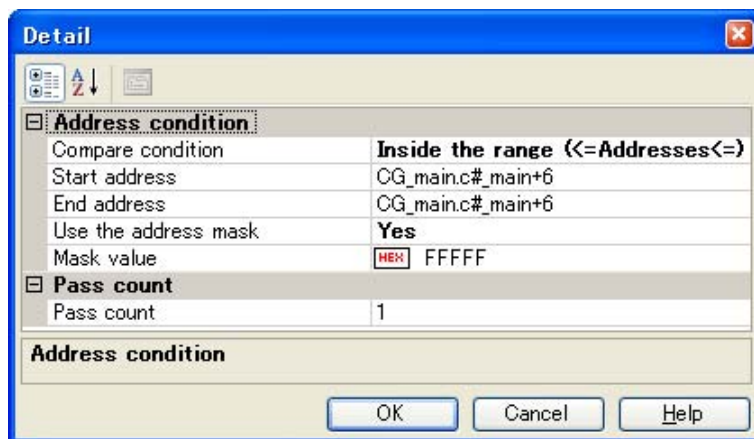 Detail
Address condition
Compare condition Inside the range (<=Addresses<=)
Start address CG_main.c#_main+6
End address CG_main.c#_main+6
Use the address mask Yes
Mask value HEX FFFFF
Pass count
Pass count 1
Address condition
OK Cancel Help